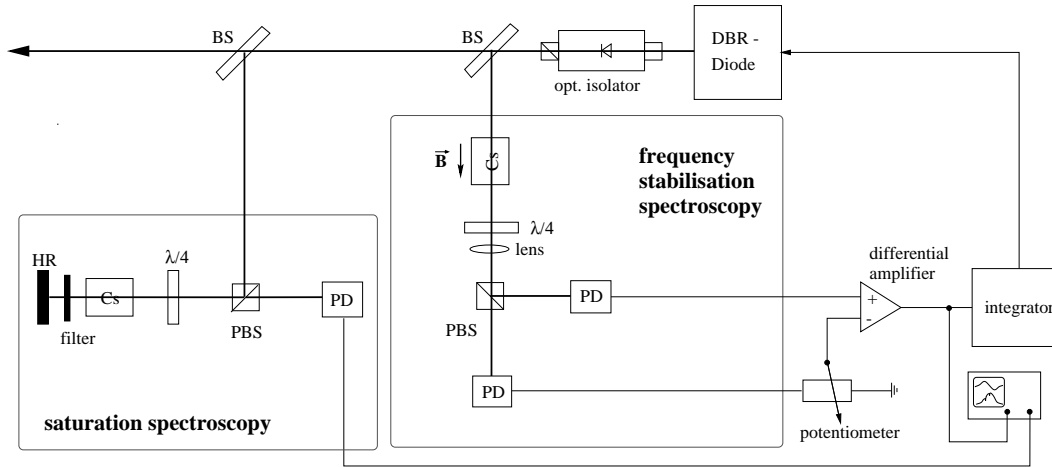 BS
BS
DBR -
Diode
opt. isolator
B
Cs
frequency
stabilisation
spectroscopy
λ/4
lens
HR
λ/4
differential
amplifier
Cs
PD
PD
+
-
integrator
filter
PBS
PBS
PD
saturation spectroscopy
potentiometer